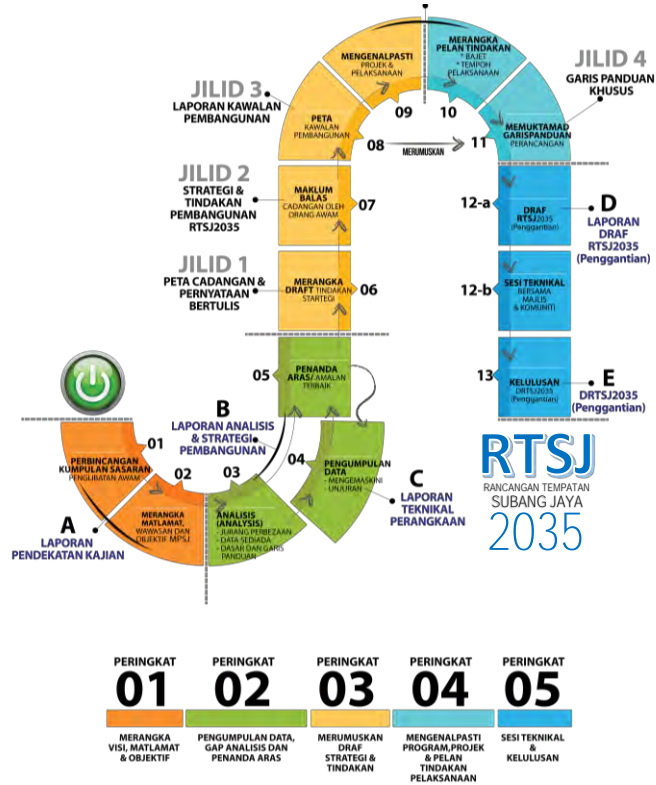 MERANGKA
PELAN TINDAKAN
* BAJET
* TEMPOH
PELAKSANAAN
MENGENALPASTI
PROJEK &
PELAKSANAAN
JILID 4
GARIS PANDUAN
KHUSUS
JILID 3
LAPORAN KAWALAN
PEMBANGUNAN
PETA
KAWALAN
PEMBANGUNAN
09
10
08
MERUMUSKAN
11
MEMUKTAMAD
GARISPANDUAN
PERANCANGAN
JILID 2
STRATEGI &
TINDAKAN
PEMBANGUNAN
RTSJ2035
MAKLUM
BALAS
CADANGAN OLEH
ORANG AWAM
07
12-a
DRAF
RTSJ2035
(Penggantian)
D
LAPORAN
DRAF
RTSJ2035
(Penggantian)
JILID 1
PETA CADANGAN &
PERNYATAAN
BERTULIS
MERANGKA
DRAFT TINDAKAN
STARTEGI
06
12-b
SESI TEKNIKAL
BERSAMA
MAJLIS
& KOMUNITI
05
PENANDA
ARAS/ AMALAN
TERBAIK
13
KELULUSAN
DRTSJ2035
(Penggantian)
E
DRTSJ2035
(Penggantian)
B
LAPORAN ANALISIS
& STRATEGI
PEMBANGUNAN
01
PERBINCANGAN
KUMPULAN SASARAN
PENGLIBATAN AWAM
02
03
04
PENGUMPULAN
DATA
- MENGEMASKINI
- UNJURAN
C
LAPORAN
TEKNIKAL
PERANGKAAN
A
LAPORAN
PENDEKATAN KAJIAN
MERANGKA
MATLAMAT,
WAWASAN DAN
OBJEKTIF MPSJ
ANALISIS
(ANALYSIS)
- JURANG PERBEZAAN
- DATA SEDIADA
- DASAR DAN GARIS
PANDUAN
RTSJ
RANCANGAN TEMPATAN
SUBANG JAYA
2035
PERINGKAT
01
MERANGKA
VISI, MATLAMAT
& OBJEKTIF
PERINGKAT
02
PENGUMPULAN DATA,
GAP ANALISIS DAN
PENANDA ARAS
PERINGKAT
03
MERUMUSKAN
DRAF
STRATEGI &
TINDAKAN
PERINGKAT
04
MENGENALPASTI
PROGRAM,PROJEK
& PELAN
TINDAKAN
PELAKSANAAN
PERINGKAT
05
SESI TEKNIKAL
&
KELULUSAN